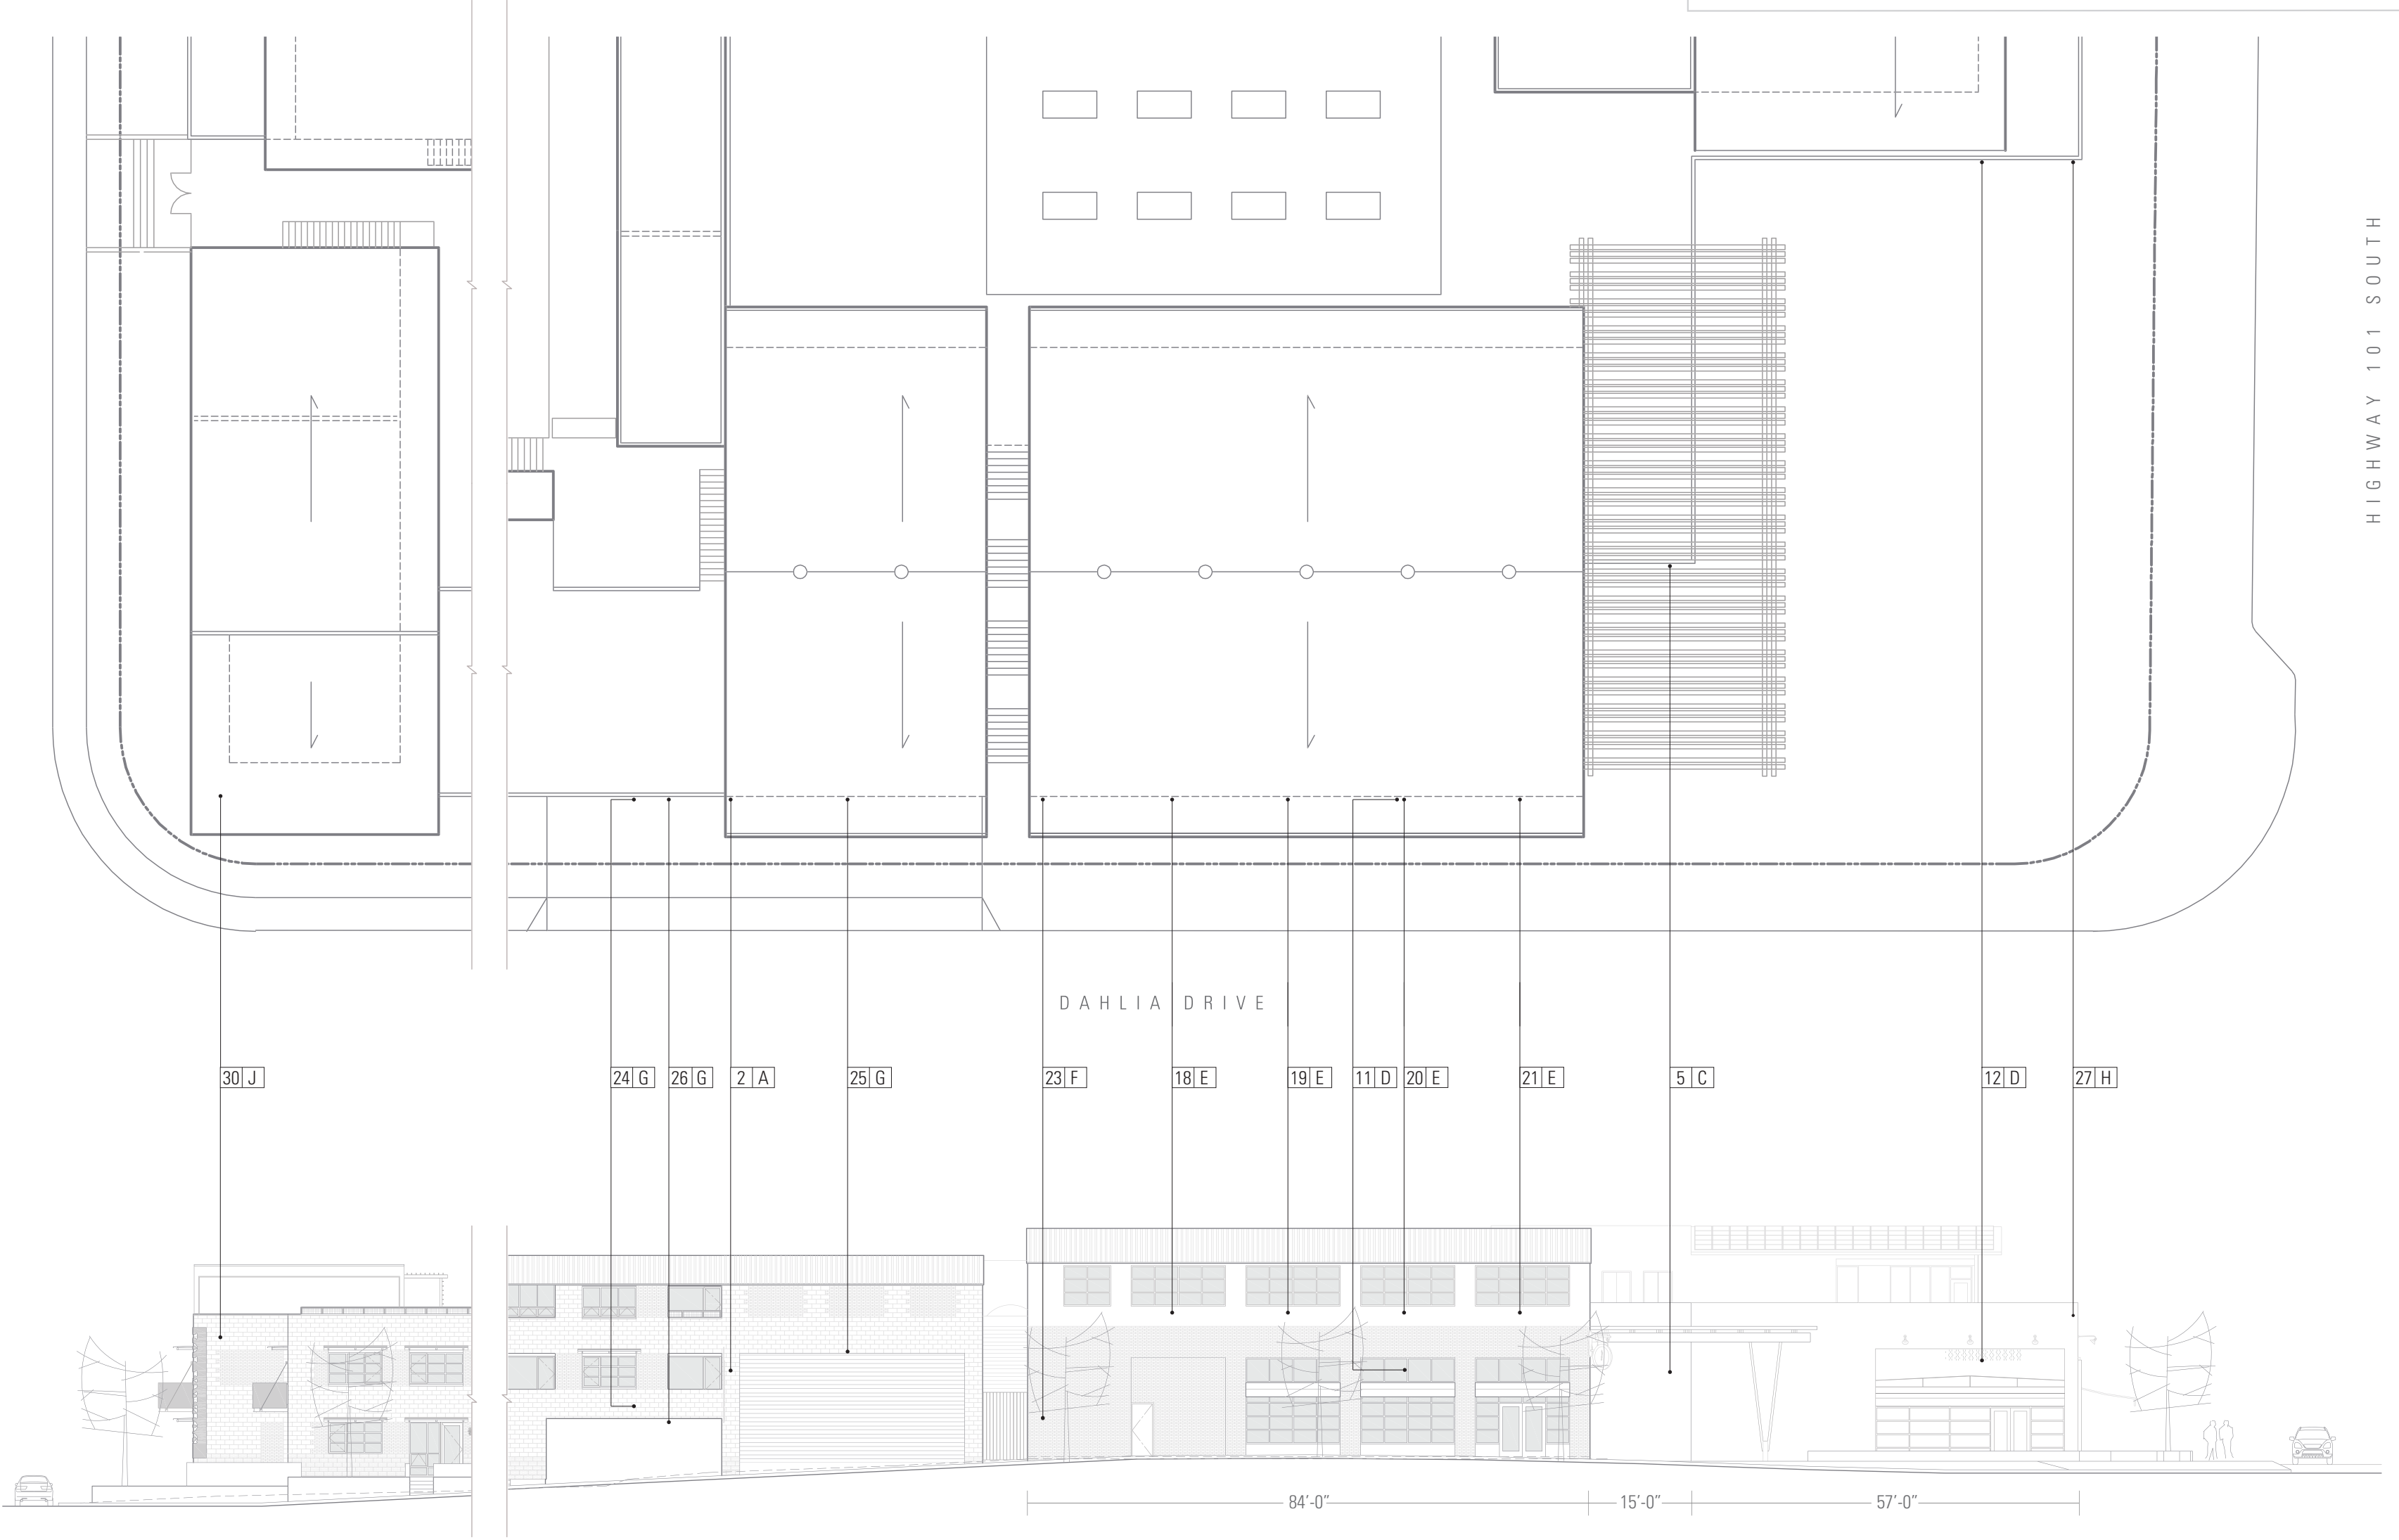 HIGHWAY 101 SOUTH
DAHLIA DRIVE
30 J
24 G
26 G
2 A
25 G
23 F
18 E
19 E
11 D
20 E
21 E
5 C
12 D
27 H
84'-0"
15'-0"
57'-0"